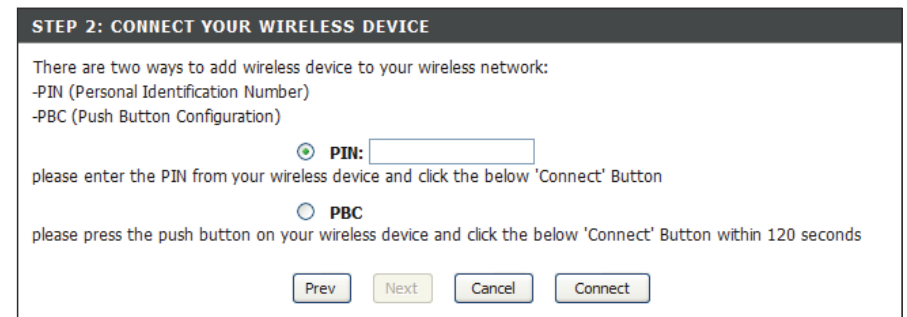 STEP 2: CONNECT YOUR WIRELESS DEVICE
There are two ways to add wireless device to your wireless network:
-PIN (Personal Identification Number)
-PBC (Push Button Configuration)
PIN:
please enter the PIN from your wireless device and click the below 'Connect' Button
PBC
please press the push button on your wireless device and click the below 'Connect' Button within 120 seconds
Prev Next Cancel Connect